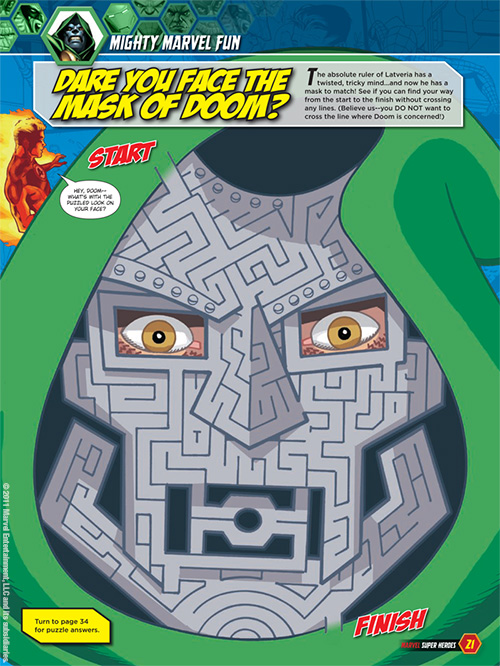 MIGHTY MARVEL FUN
DARE YOU FACE THE
MASK OF DOOM?
The absolute ruler of Latveria has a
twisted, tricky mind...and now he has a
mask to match! See if you can find your way
from the start to the finish without crossing
any lines. (Believe us--you DO NOT want to
cross the line where Doom is concerned!)
START
HEY, DOOM--
WHAT'S WITH THE
PUZZLED LOOK ON
YOUR FACE?
© 2011 Marvel Entertainment, LLC and its subsidiaries.
Turn to page 34
for puzzle answers.
FINISH
MARVEL SUPER HEROES 21